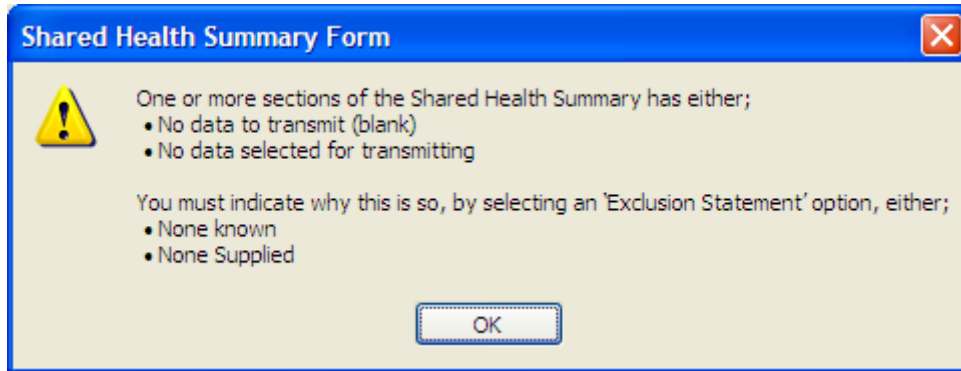 Shared Health Summary Form
One or more sections of the Shared Health Summary has either;
• No data to transmit (blank)
• No data selected for transmitting
You must indicate why this is so, by selecting an 'Exclusion Statement' option, either;
• None known
• None Supplied
OK